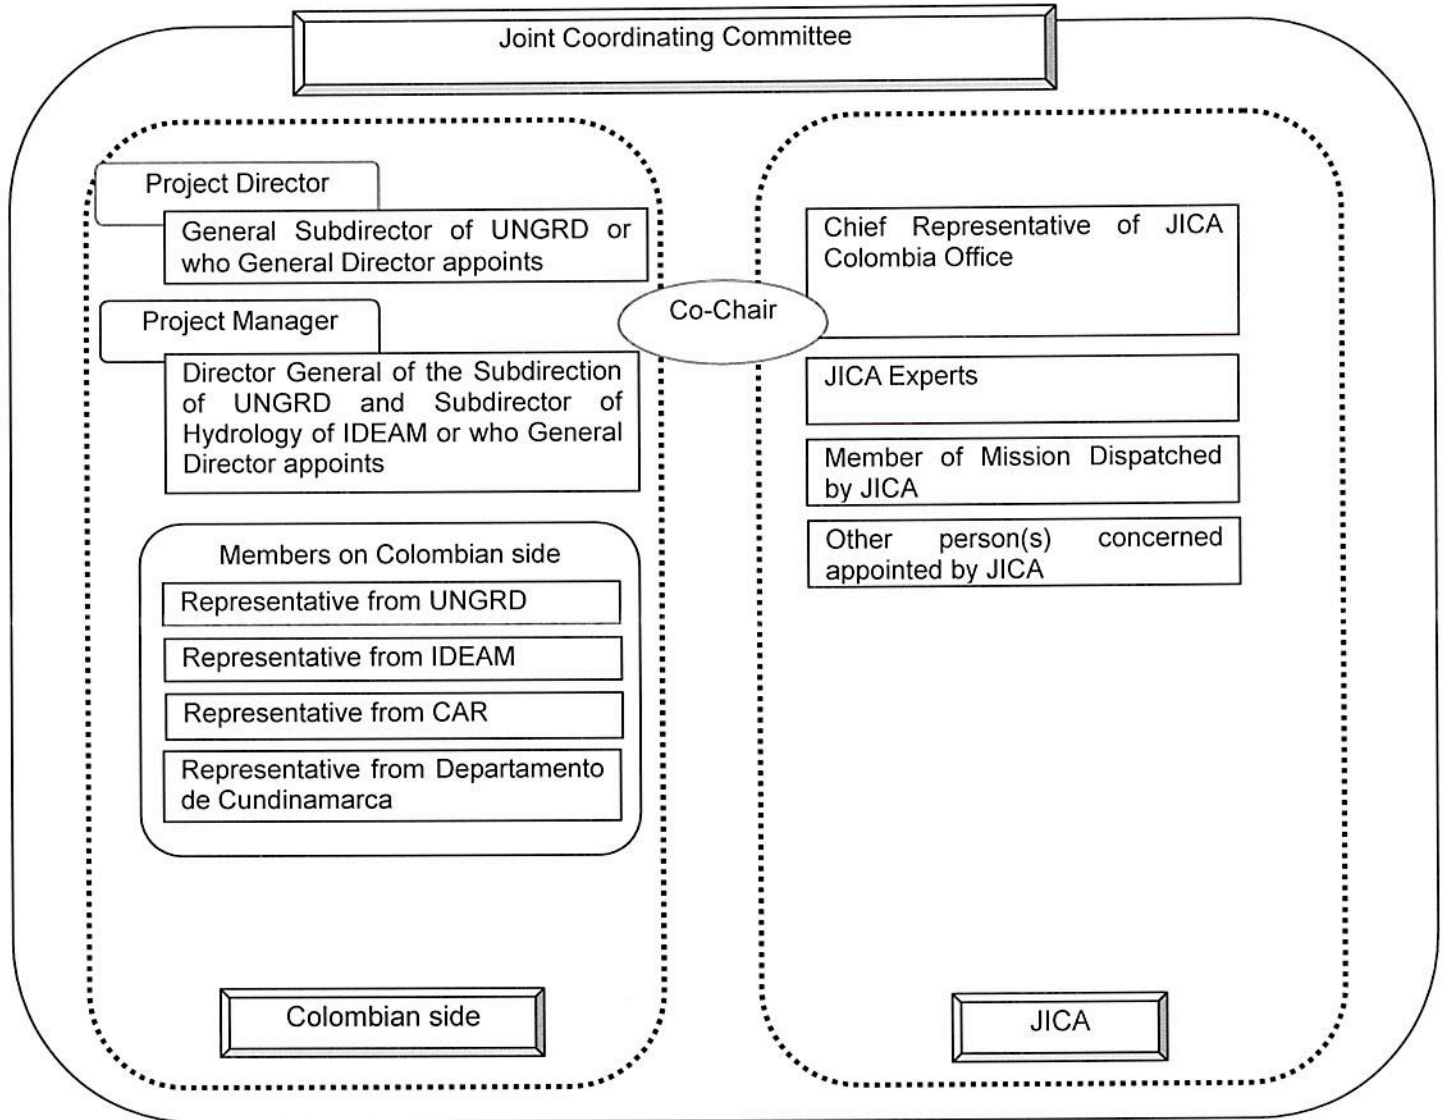 Joint Coordinating Committee
Project Director
General Subdirector of UNGRD or
who General Director appoints
Project Manager
Director General of the Subdirection
of UNGRD and Subdirector of
Hydrology of IDEAM or who General
Director appoints
Members on Colombian side
Representative from UNGRD
Representative from IDEAM
Representative from CAR
Representative from Departamento
de Cundinamarca
Colombian side
Co-Chair
Chief Representative of JICA
Colombia Office
JICA Experts
Member of Mission Dispatched
by JICA
Other person(s) concerned
appointed by JICA
JICA